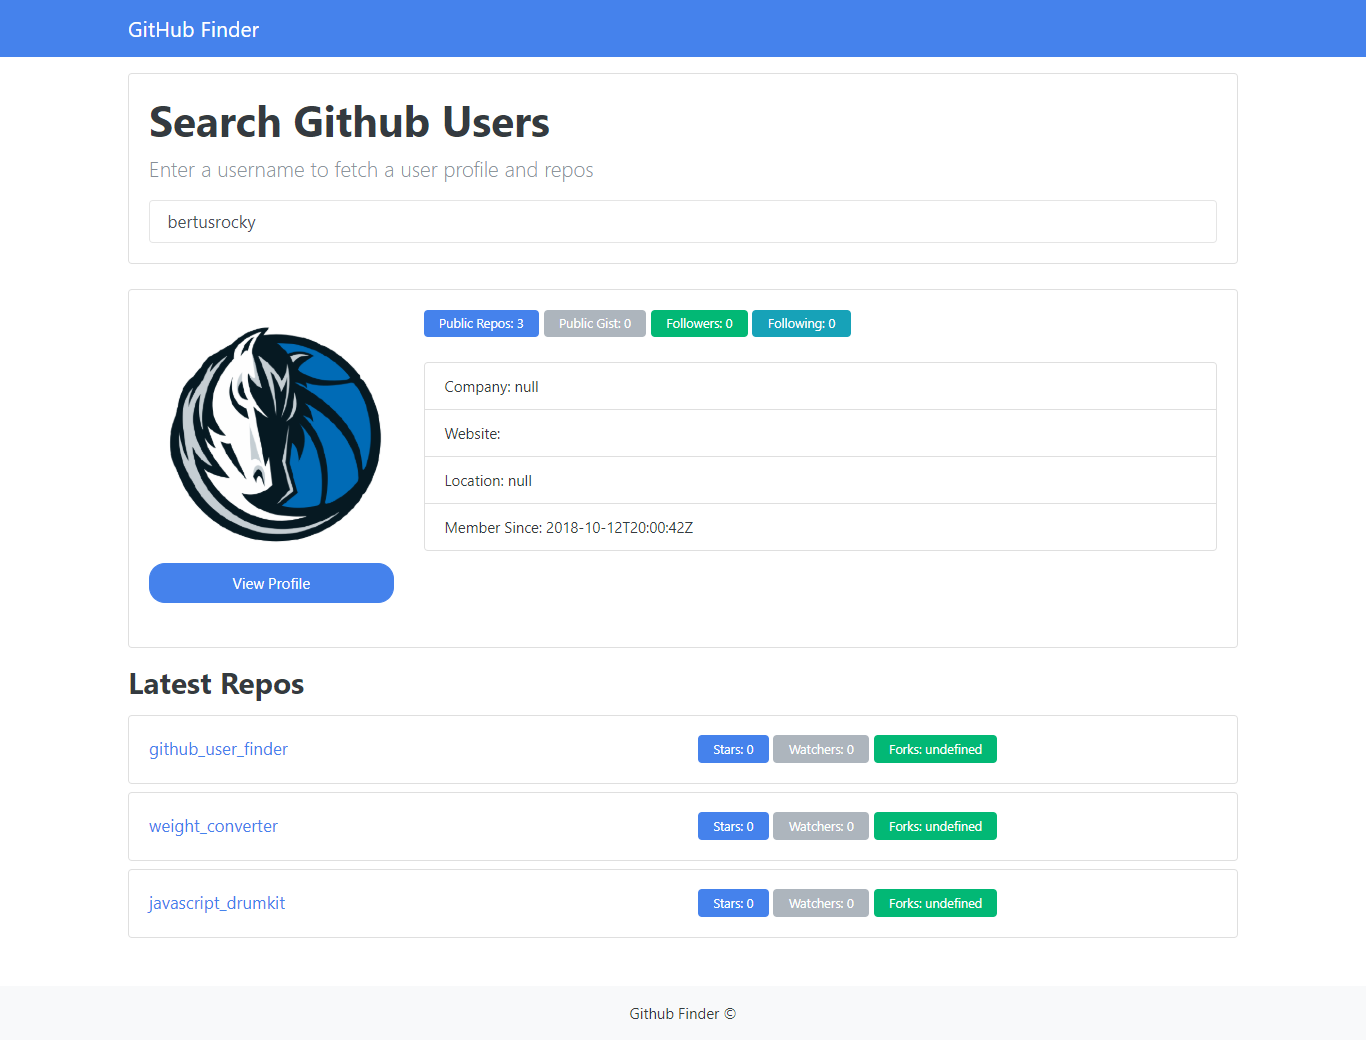 GitHub Finder
Search Github Users
Enter a username to fetch a user profile and repos
bertusrocky
Public Repos: 3 Public Gist: 0 Followers: 0 Following: 0
Company: null
Website:
Location: null
Member Since: 2018-10-12T20:00:42Z
View Profile
Latest Repos
github_user_finder Stars: 0 Watchers: 0 Forks: undefined
weight_converter Stars: 0 Watchers: 0 Forks: undefined
javascript_drumkit Stars: 0 Watchers: 0 Forks: undefined
Github Finder ©